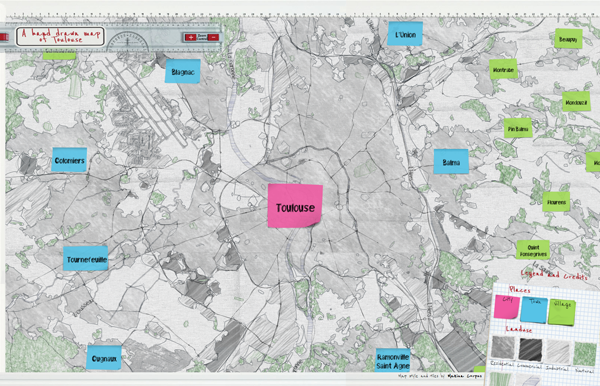 A hand drawn map
of Toulouse
L'Union
Beaupuy
Blagnac
Montrabe
Mondouzil
Pin Balma
Colomiers
Balma
Flourens
Toulouse
Quint
Fonsegrives
Tournefeuille
Legend and Credits
Places
City
Town
Village
Landuse
Residential
Commercial
Industrial
Natural
Cugnaux
Ramonville
Saint Agne
Map style and tiles by